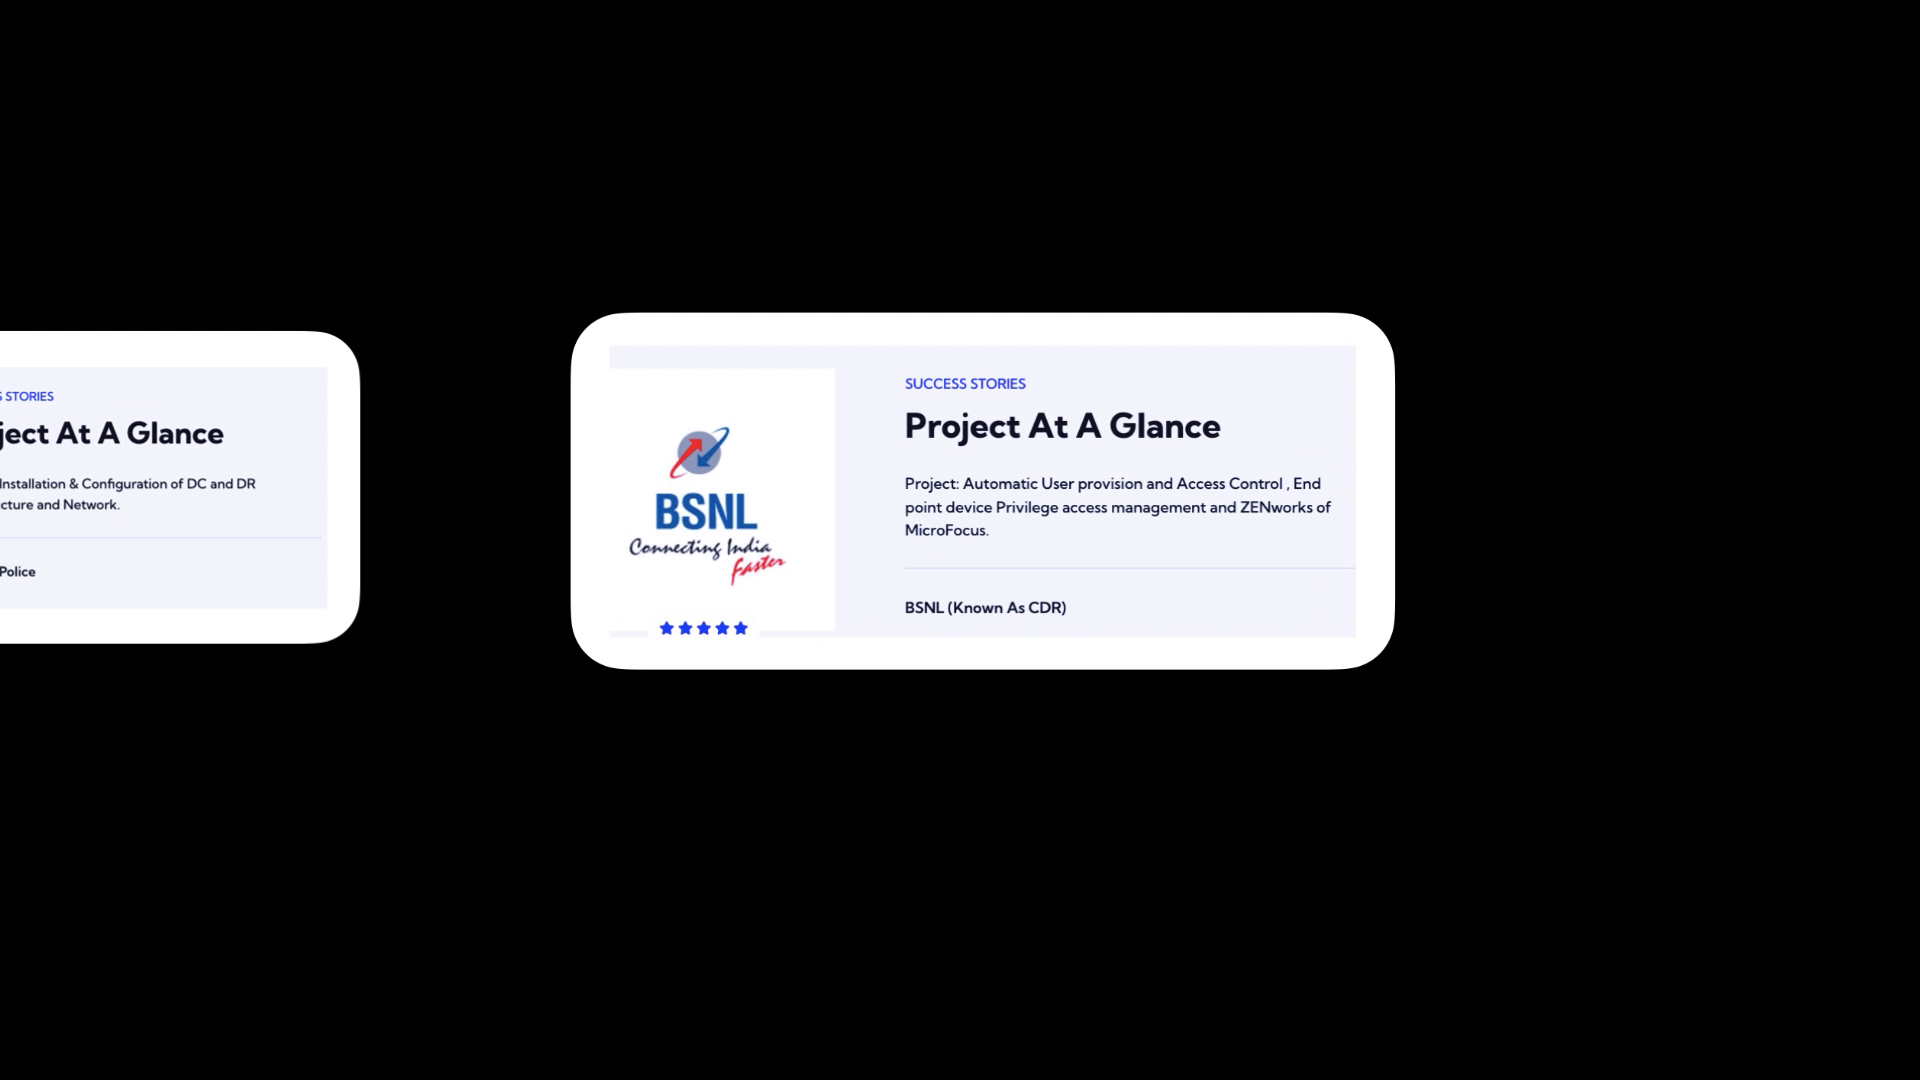 STORIES
ject At A Glance
Installation & Configuration of DC and DR
cture and Network.
Police
SUCCESS STORIES
Project At A Glance
Project: Automatic User provision and Access Control , End
point device Privilege access management and ZENworks of
MicroFocus.
BSNL (Known As CDR)
BSNL
Connecting India
faster